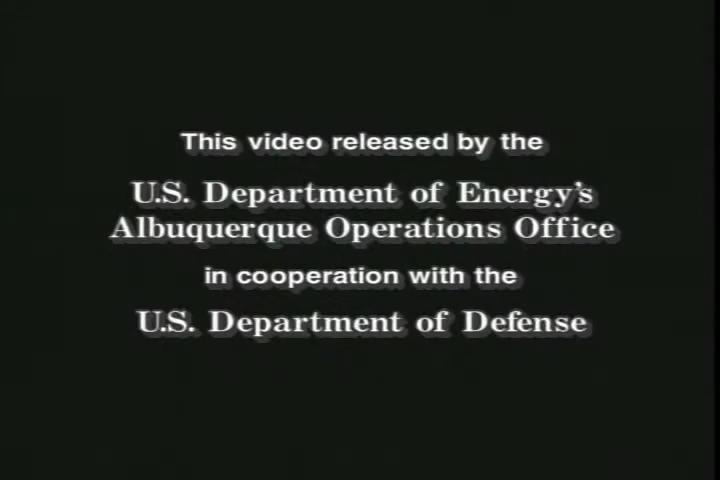 This video released by the
U.S. Department of Energy's
Albuquerque Operations Office
in cooperation with the
U.S. Department of Defense